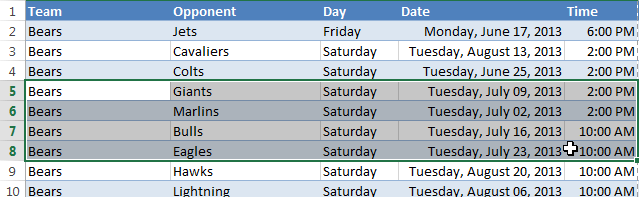 1 Team Opponent Day Date Time
2 Bears Jets Friday Monday, June 17, 2013 6:00 PM
3 Bears Cavaliers Saturday Tuesday, August 13, 2013 2:00 PM
4 Bears Colts Saturday Tuesday, June 25, 2013 2:00 PM
5 Bears Giants Saturday Tuesday, July 09, 2013 2:00 PM
6 Bears Marlins Saturday Tuesday, July 02, 2013 2:00 PM
7 Bears Bulls Saturday Tuesday, July 16, 2013 10:00 AM
8 Bears Eagles Saturday Tuesday, July 23, 2013 10:00 AM
9 Bears Hawks Saturday Tuesday, August 20, 2013 10:00 AM
10 Bears Lightning Saturday Tuesday, August 06, 2013 10:00 AM